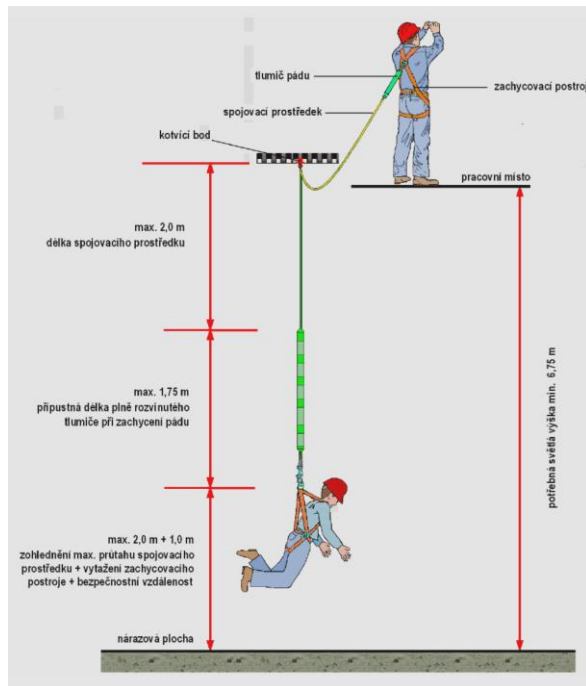 tlumič pádu
zachycovací postroj
spojovací prostředek
kotvící bod
pracovní místo
max. 2,0 m
délka spojovacího prostředku
max. 1,75 m
přípustná délka plně rozvinutého
tlumiče při zachycení pádu
potřebná světlá výška min. 6,75 m
max. 2,0 m + 1,0 m
zohlednění max. průtahu spojovacího
prostředku + vytažení zachycovacího
postroje + bezpečnostní vzdálenost
nárazová plocha